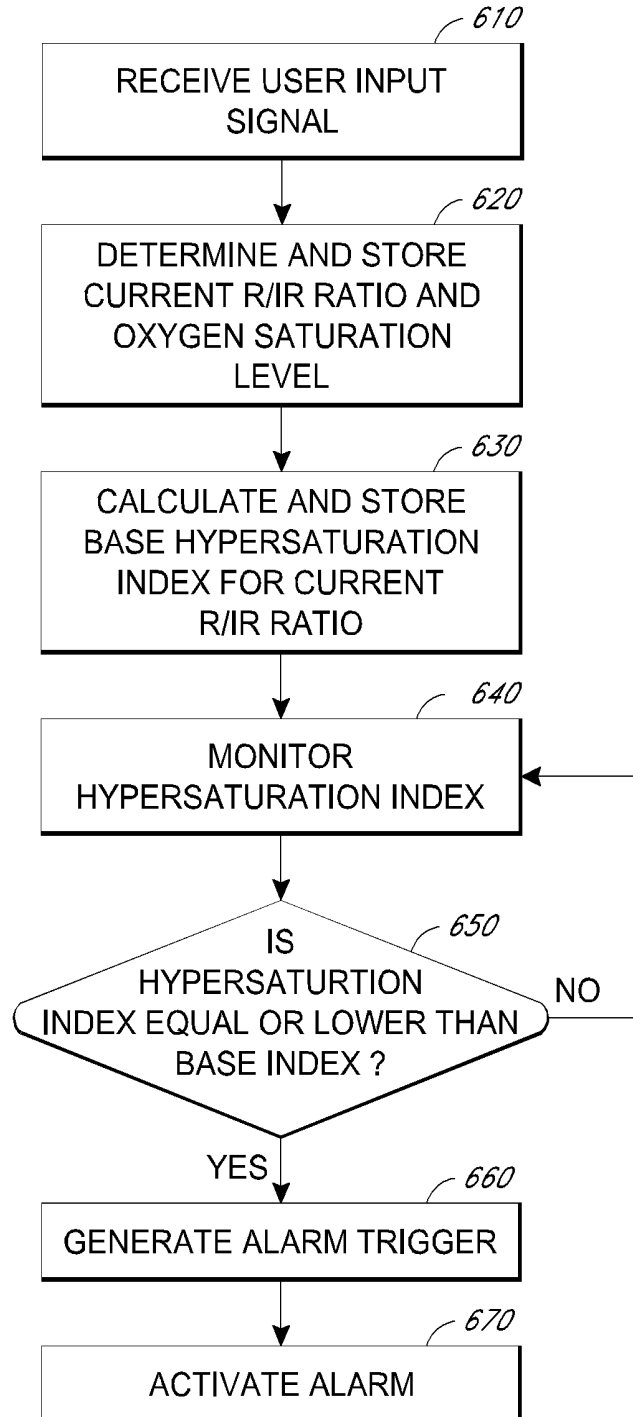 610
RECEIVE USER INPUT
SIGNAL
620
DETERMINE AND STORE
CURRENT R/IR RATIO AND
OXYGEN SATURATION
LEVEL
630
CALCULATE AND STORE
BASE HYPERSATURATION
INDEX FOR CURRENT
R/IR RATIO
640
MONITOR
HYPERSATURATION INDEX
650
IS
HYPERSATURTION
INDEX EQUAL OR LOWER THAN
BASE INDEX ?
NO
YES
660
GENERATE ALARM TRIGGER
670
ACTIVATE ALARM